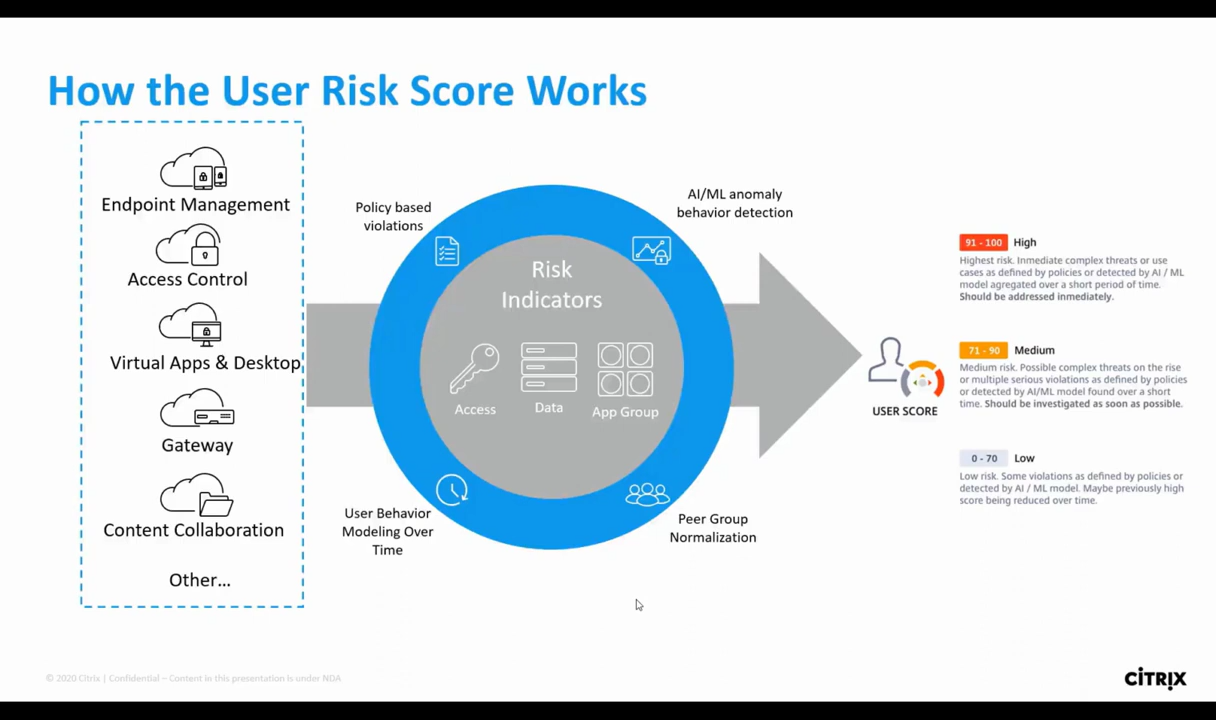 How the User Risk Score Works
Endpoint Management
Access Control
Virtual Apps & Desktop
Gateway
Content Collaboration
Other...
Policy based
violations
AI/ML anomaly
behavior detection
Risk
Indicators
Access
Data
App Group
User Behavior
Modeling Over
Time
Peer Group
Normalization
USER SCORE
91 - 100 High
Highest risk. Inmediate complex threats or use
cases as defined by policies or detected by AI / ML
model agregated over a short period of time.
Should be addressed inmediately.
71 - 90 Medium
Medium risk. Possible complex threats on the rise
or multiple serious violations as defined by policies
or detected by AI/ML model found over a short
time. Should be investigated as soon as possible.
0 - 70 Low
Low risk. Some violations as defined by policies or
detected by AI / ML model. Maybe previously high
score being reduced over time.
© 2020 Citrix | Confidential – Content in this presentation is under NDA
CITRIX